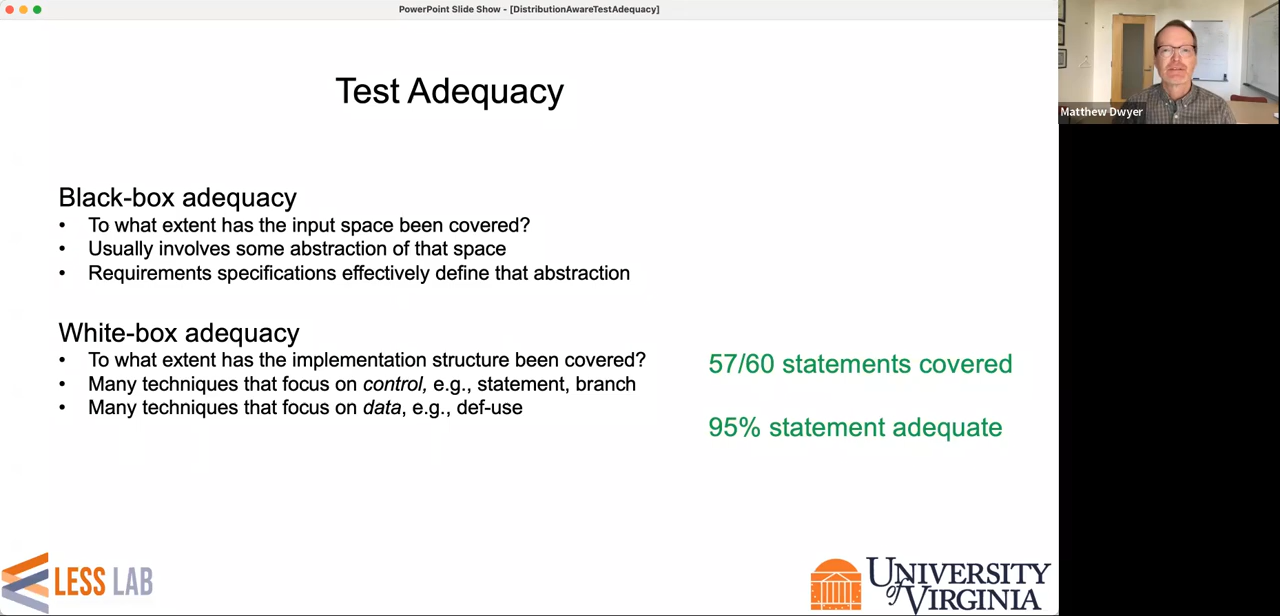 PowerPoint Slide Show - [DistributionAwareTestAdequacy]
Matthew Dwyer
Test Adequacy
Black-box adequacy
• To what extent has the input space been covered?
• Usually involves some abstraction of that space
• Requirements specifications effectively define that abstraction
White-box adequacy
• To what extent has the implementation structure been covered?
• Many techniques that focus on control, e.g., statement, branch
• Many techniques that focus on data, e.g., def-use
57/60 statements covered
95% statement adequate
LESS LAB
UNIVERSITY
of VIRGINIA